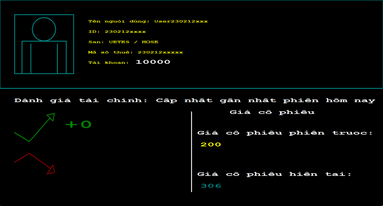 Tên người dùng: User230212xxx
ID: 230212xxxx
Sàn: UETES / HOSE
Mã số thuế: 230212xxxxx
Tài khoản: 10000
Đánh giá tài chính: Cập nhật gần nhất phiên hôm nay
+0
Giá cổ phiếu
Giá cổ phiếu phiên trước:
200
Giá cổ phiếu hiện tại:
306